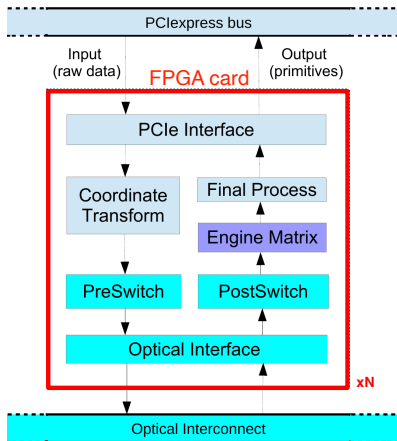 PCIexpress bus
Input
(raw data)
Output
(primitives)
FPGA card
PCIe Interface
Coordinate
Transform
Final Process
Engine Matrix
PreSwitch
PostSwitch
Optical Interface
xN
Optical Interconnect